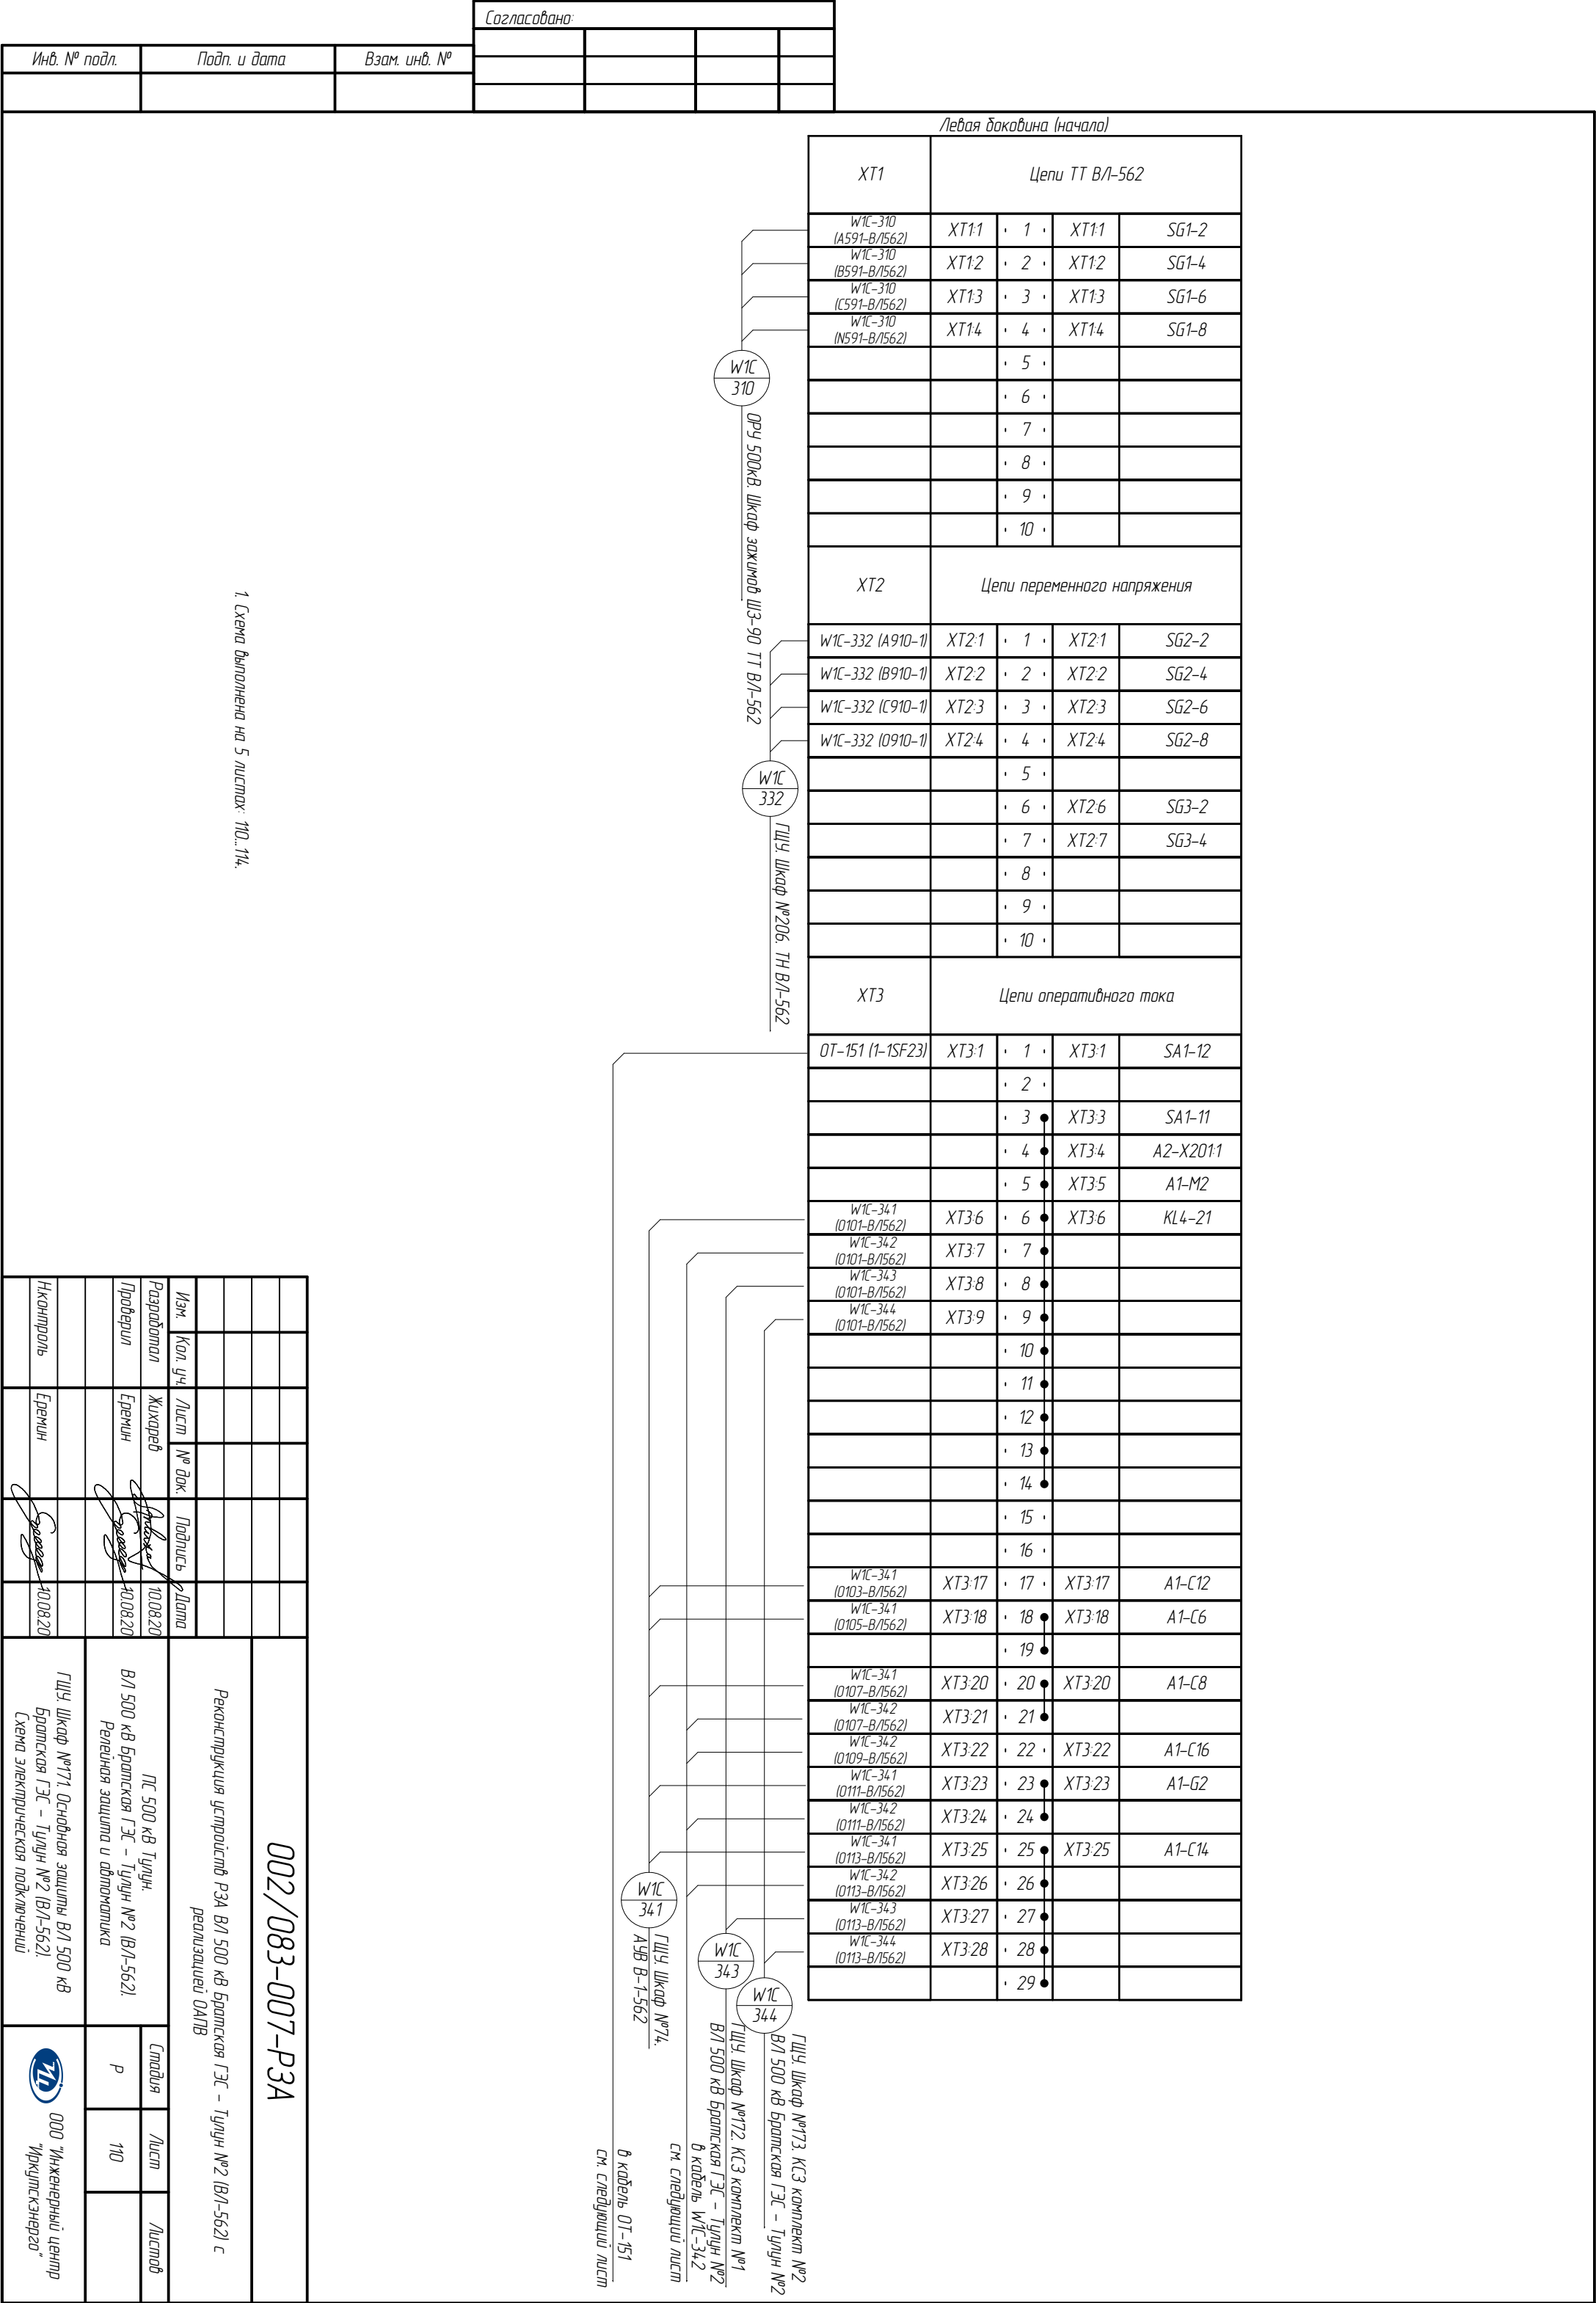 Согласовано:
Инв. № подл.
Подп. и дата
Взам. инв. №
Левая боковина (начало)
XT1 Цепи ТТ ВЛ-562
W1C-310
(A591-ВЛ562) XT1:1 1 XT1:1 SG1-2
W1C-310
(B591-ВЛ562) XT1:2 2 XT1:2 SG1-4
W1C-310
(C591-ВЛ562) XT1:3 3 XT1:3 SG1-6
W1C-310
(N591-ВЛ562) XT1:4 4 XT1:4 SG1-8
5
6
7
8
9
10
XT2 Цепи переменного напряжения
W1C-332 (A910-1) XT2:1 1 XT2:1 SG2-2
W1C-332 (B910-1) XT2:2 2 XT2:2 SG2-4
W1C-332 (C910-1) XT2:3 3 XT2:3 SG2-6
W1C-332 (0910-1) XT2:4 4 XT2:4 SG2-8
5
6 XT2:6 SG3-2
7 XT2:7 SG3-4
8
9
10
XT3 Цепи оперативного тока
ОТ-151 (1-1SF23) XT3:1 1 XT3:1 SA1-12
2
3 XT3:3 SA1-11
4 XT3:4 A2-X201:1
5 XT3:5 A1-M2
W1C-341
(0101-ВЛ562) XT3:6 6 XT3:6 KL4-21
W1C-342
(0101-ВЛ562) XT3:7 7
W1C-343
(0101-ВЛ562) XT3:8 8
W1C-344
(0101-ВЛ562) XT3:9 9
10
11
12
13
14
15
16
W1C-341
(0103-ВЛ562) XT3:17 17 XT3:17 A1-C12
W1C-341
(0105-ВЛ562) XT3:18 18 XT3:18 A1-C6
19
W1C-341
(0107-ВЛ562) XT3:20 20 XT3:20 A1-C8
W1C-342
(0107-ВЛ562) XT3:21 21
W1C-342
(0109-ВЛ562) XT3:22 22 XT3:22 A1-C16
W1C-341
(0111-ВЛ562) XT3:23 23 XT3:23 A1-G2
W1C-342
(0111-ВЛ562) XT3:24 24
W1C-341
(0113-ВЛ562) XT3:25 25 XT3:25 A1-C14
W1C-342
(0113-ВЛ562) XT3:26 26
W1C-343
(0113-ВЛ562) XT3:27 27
W1C-344
(0113-ВЛ562) XT3:28 28
29
W1C
310
ОРУ 500кВ. Шкаф зажимов ШЗ-90 ТТ ВЛ-562
W1C
332
ГЩУ. Шкаф №206. ТН ВЛ-562
W1C
341
ГЩУ. Шкаф №74.
АУВ В-1-562
W1C
343
ГЩУ. Шкаф №172. КСЗ комплект №1
ВЛ 500 кВ Братская ГЭС - Тулун №2
W1C
344
ГЩУ. Шкаф №173. КСЗ комплект №2
ВЛ 500 кВ Братская ГЭС - Тулун №2
в кабель W1C-342
см. следующий лист
в кабель ОТ-151
см. следующий лист
1. Схема выполнена на 5 листах: 110...114.
002/083-007-РЗА
Реконструкция устройств РЗА ВЛ 500 кВ Братская ГЭС - Тулун №2 (ВЛ-562) с
реализацией ОАПВ
Изм. Кол. уч. Лист № док. Подпись Дата
Разработал Жихарев 10.08.20
Проверил Еремин 10.08.20
Н.контроль Еремин 10.08.20
ПС 500 кВ Тулун.
ВЛ 500 кВ Братская ГЭС - Тулун №2 (ВЛ-562).
Релейная защита и автоматика
Стадия Лист Листов
Р 110
ГЩУ. Шкаф №171. Основная защиты ВЛ 500 кВ
Братская ГЭС - Тулун №2 (ВЛ-562).
Схема электрическая подключений
ООО "Инженерный центр
"Иркутскэнерго"